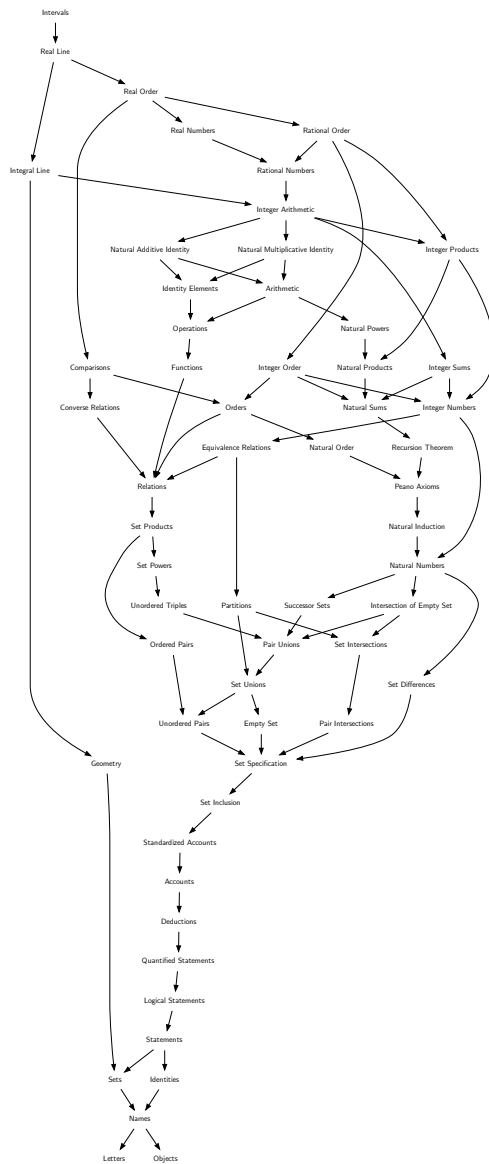 Intervals
Real Line
Real Order
Real Numbers
Rational Order
Integral Line
Rational Numbers
Integer Arithmetic
Natural Additive Identity
Natural Multiplicative Identity
Integer Products
Identity Elements
Arithmetic
Operations
Natural Powers
Comparisons
Functions
Integer Order
Natural Products
Integer Sums
Converse Relations
Orders
Natural Sums
Integer Numbers
Equivalence Relations
Natural Order
Recursion Theorem
Relations
Peano Axioms
Set Products
Natural Induction
Set Powers
Natural Numbers
Unordered Triples
Partitions
Successor Sets
Intersection of Empty Set
Ordered Pairs
Pair Unions
Set Intersections
Set Unions
Set Differences
Unordered Pairs
Empty Set
Pair Intersections
Geometry
Set Specification
Set Inclusion
Standardized Accounts
Accounts
Deductions
Quantified Statements
Logical Statements
Statements
Sets
Identities
Names
Letters
Objects